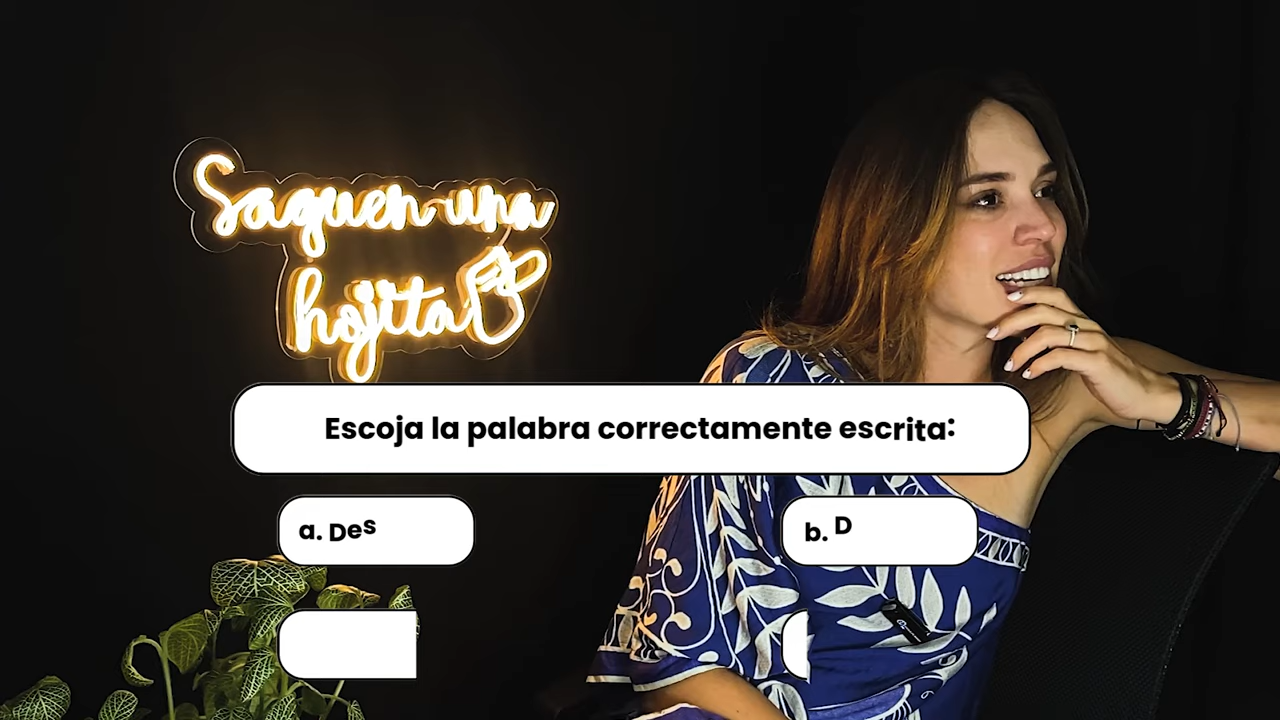 Saquen una
hojita
Escoja la palabra correctamente escrita:
a. Des
b. D